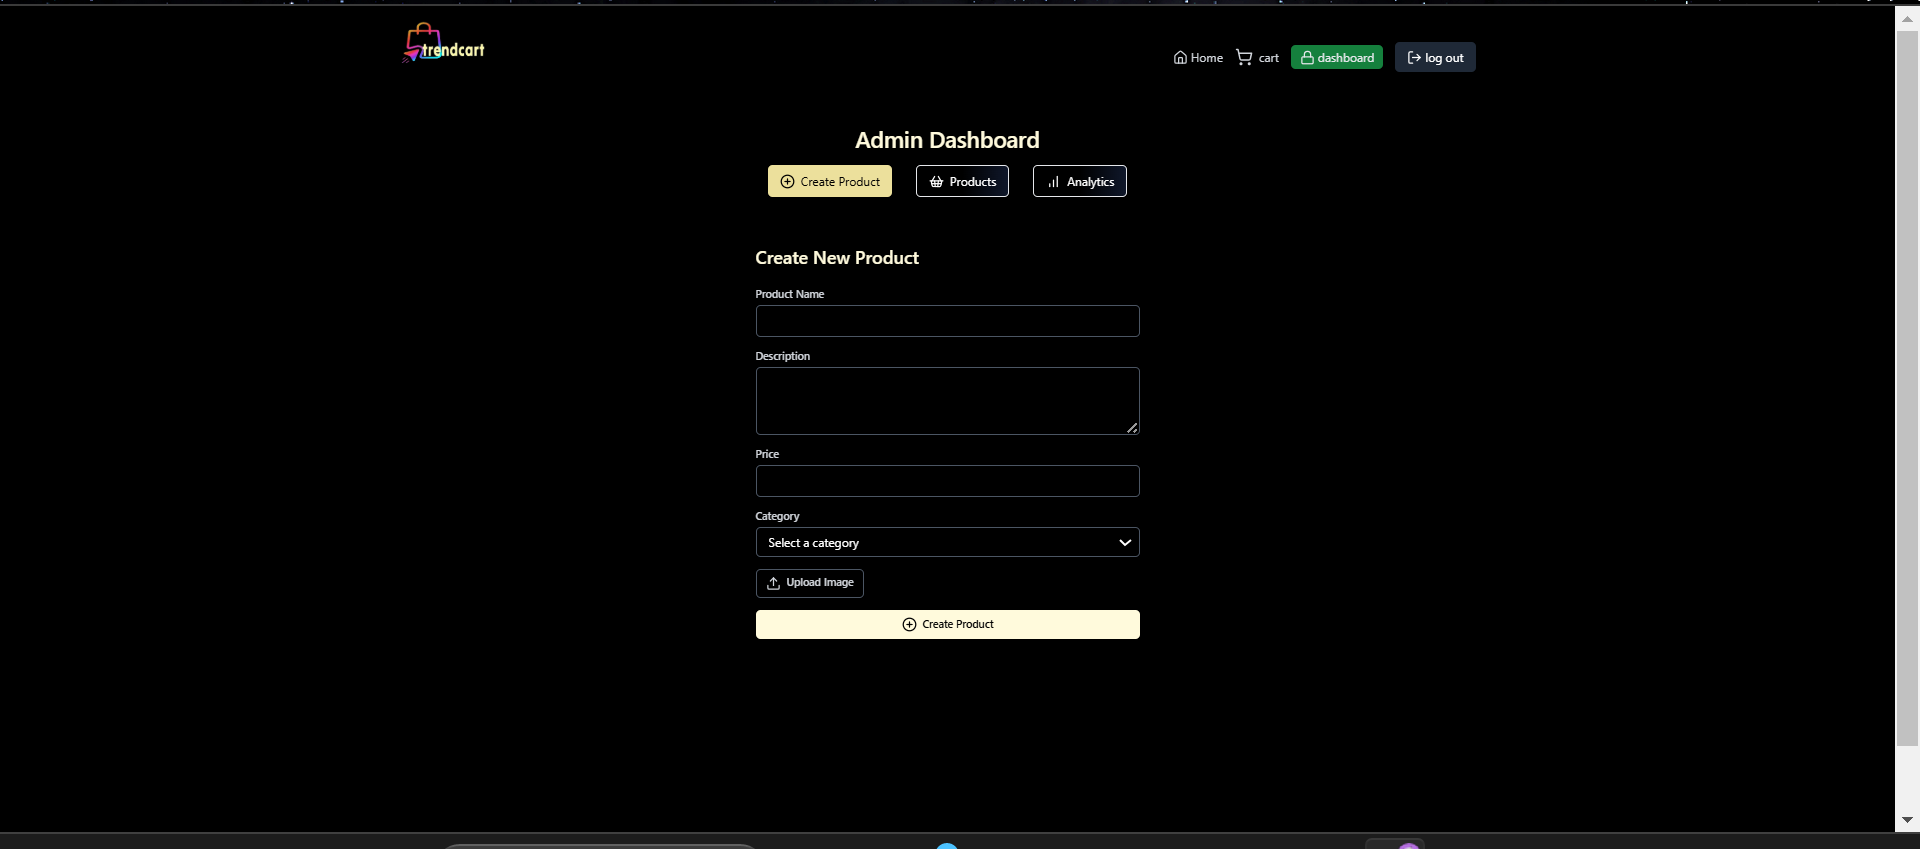 trendcart
Home cart dashboard log out
Admin Dashboard
Create Product Products Analytics
Create New Product
Product Name
Description
Price
Category
Select a category
Upload Image
Create Product